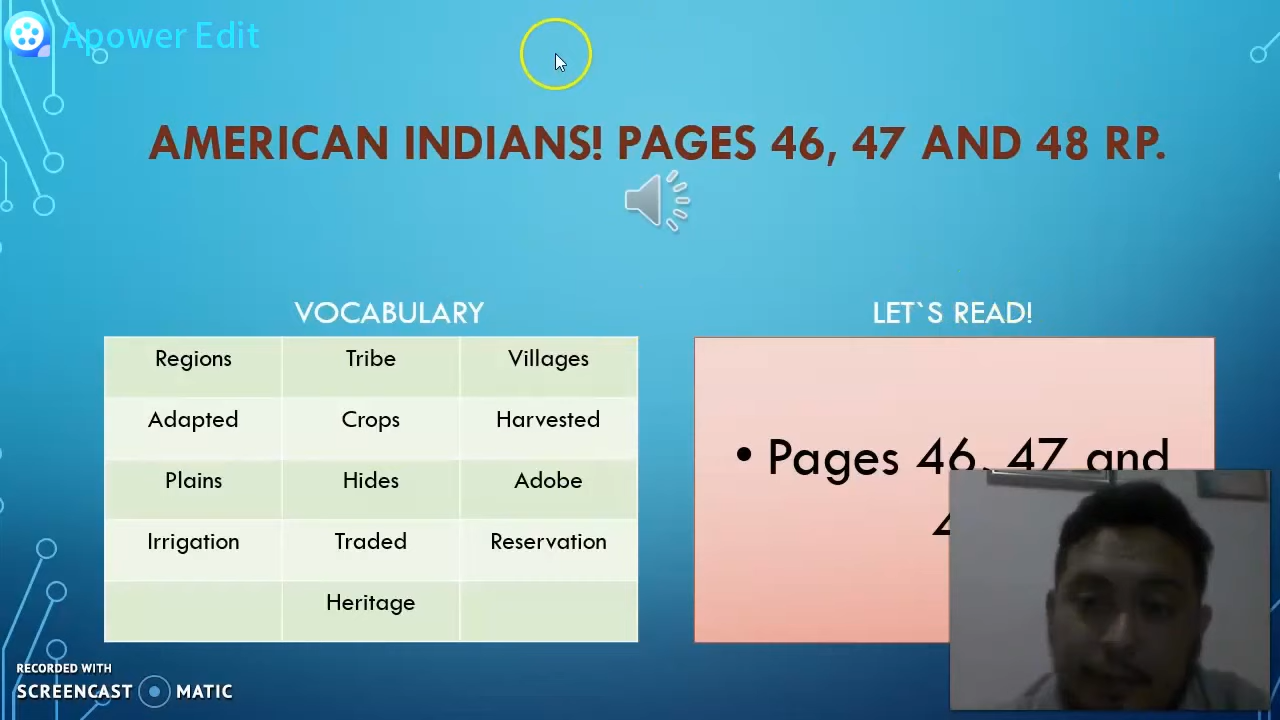 Apower Edit
AMERICAN INDIANS! PAGES 46, 47 AND 48 RP.
VOCABULARY
Regions Tribe Villages
Adapted Crops Harvested
Plains Hides Adobe
Irrigation Traded Reservation
Heritage
LET`S READ!
• Pages 46, 47 and
RECORDED WITH
SCREENCAST MATIC